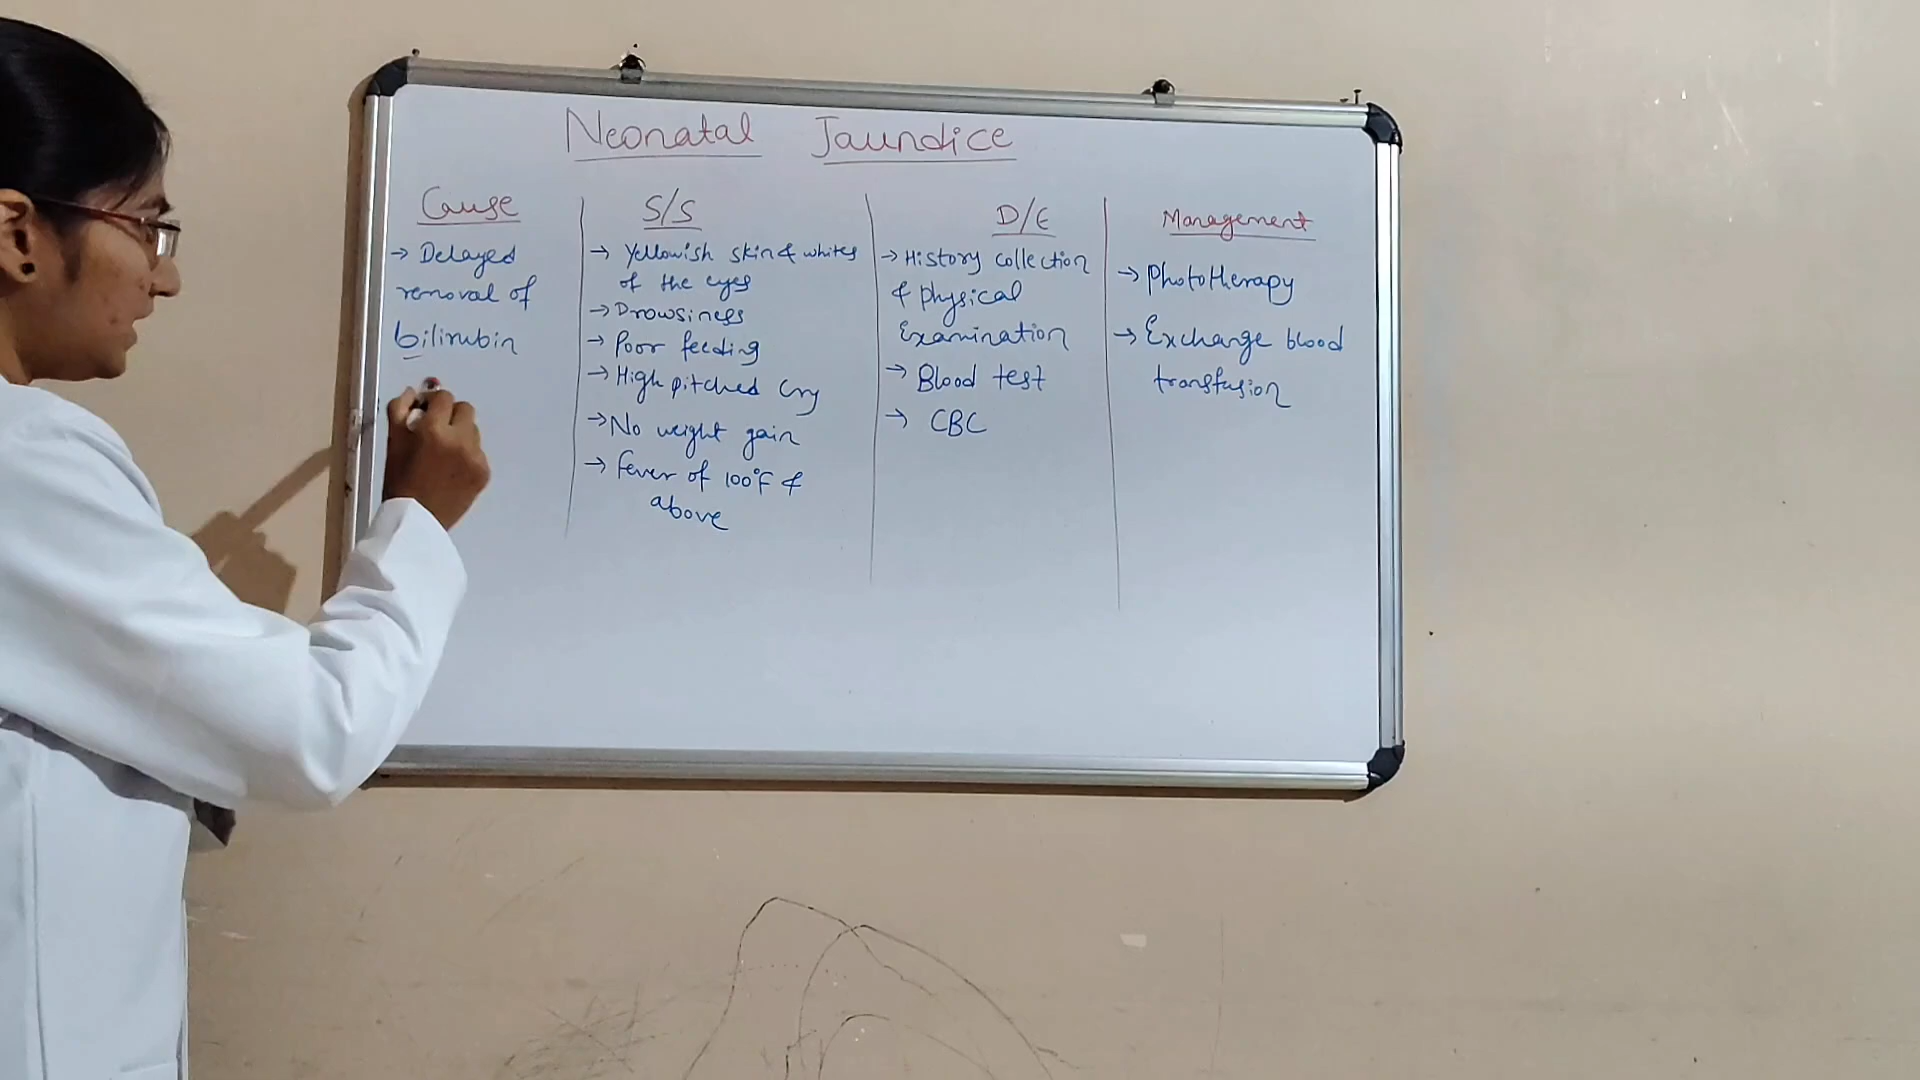 Neonatal Jaundice
Cause
→ Delayed
removal of
bilirubin
S/S
→ Yellowish skin & whites
of the eyes
→ Drowsiness
→ Poor feeding
→ High pitched cry
→ No weight gain
→ Fever of 100°F &
above
D/E
→ History collection
& physical
Examination
→ Blood test
→ CBC
Management
→ Phototherapy
→ Exchange blood
transfusion